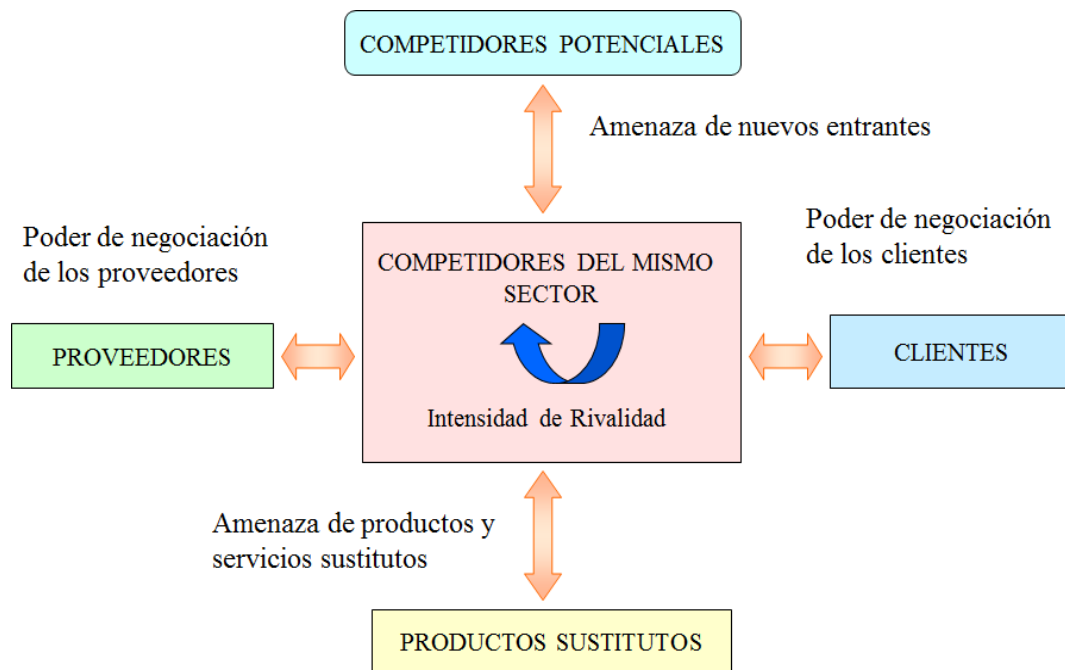 COMPETIDORES POTENCIALES
Amenaza de nuevos entrantes
Poder de negociación
de los proveedores
Poder de negociación
de los clientes
COMPETIDORES DEL MISMO
SECTOR
PROVEEDORES
CLIENTES
Intensidad de Rivalidad
Amenaza de productos y
servicios sustitutos
PRODUCTOS SUSTITUTOS